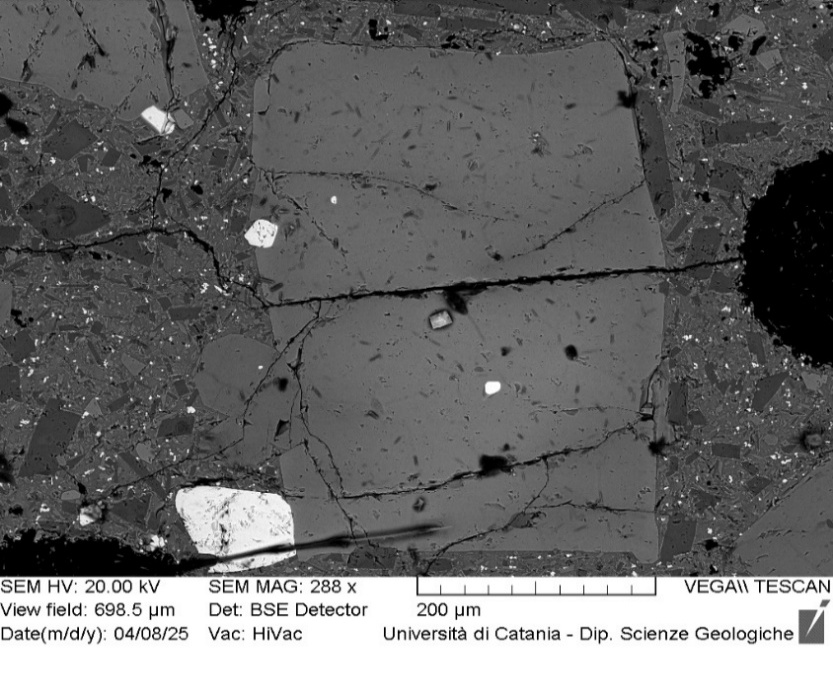 SEM HV: 20.00 kV SEM MAG: 288 x VEGA\\ TESCAN
View field: 698.5 µm Det: BSE Detector 200 µm
Date(m/d/y): 04/08/25 Vac: HiVac Università di Catania - Dip. Scienze Geologiche